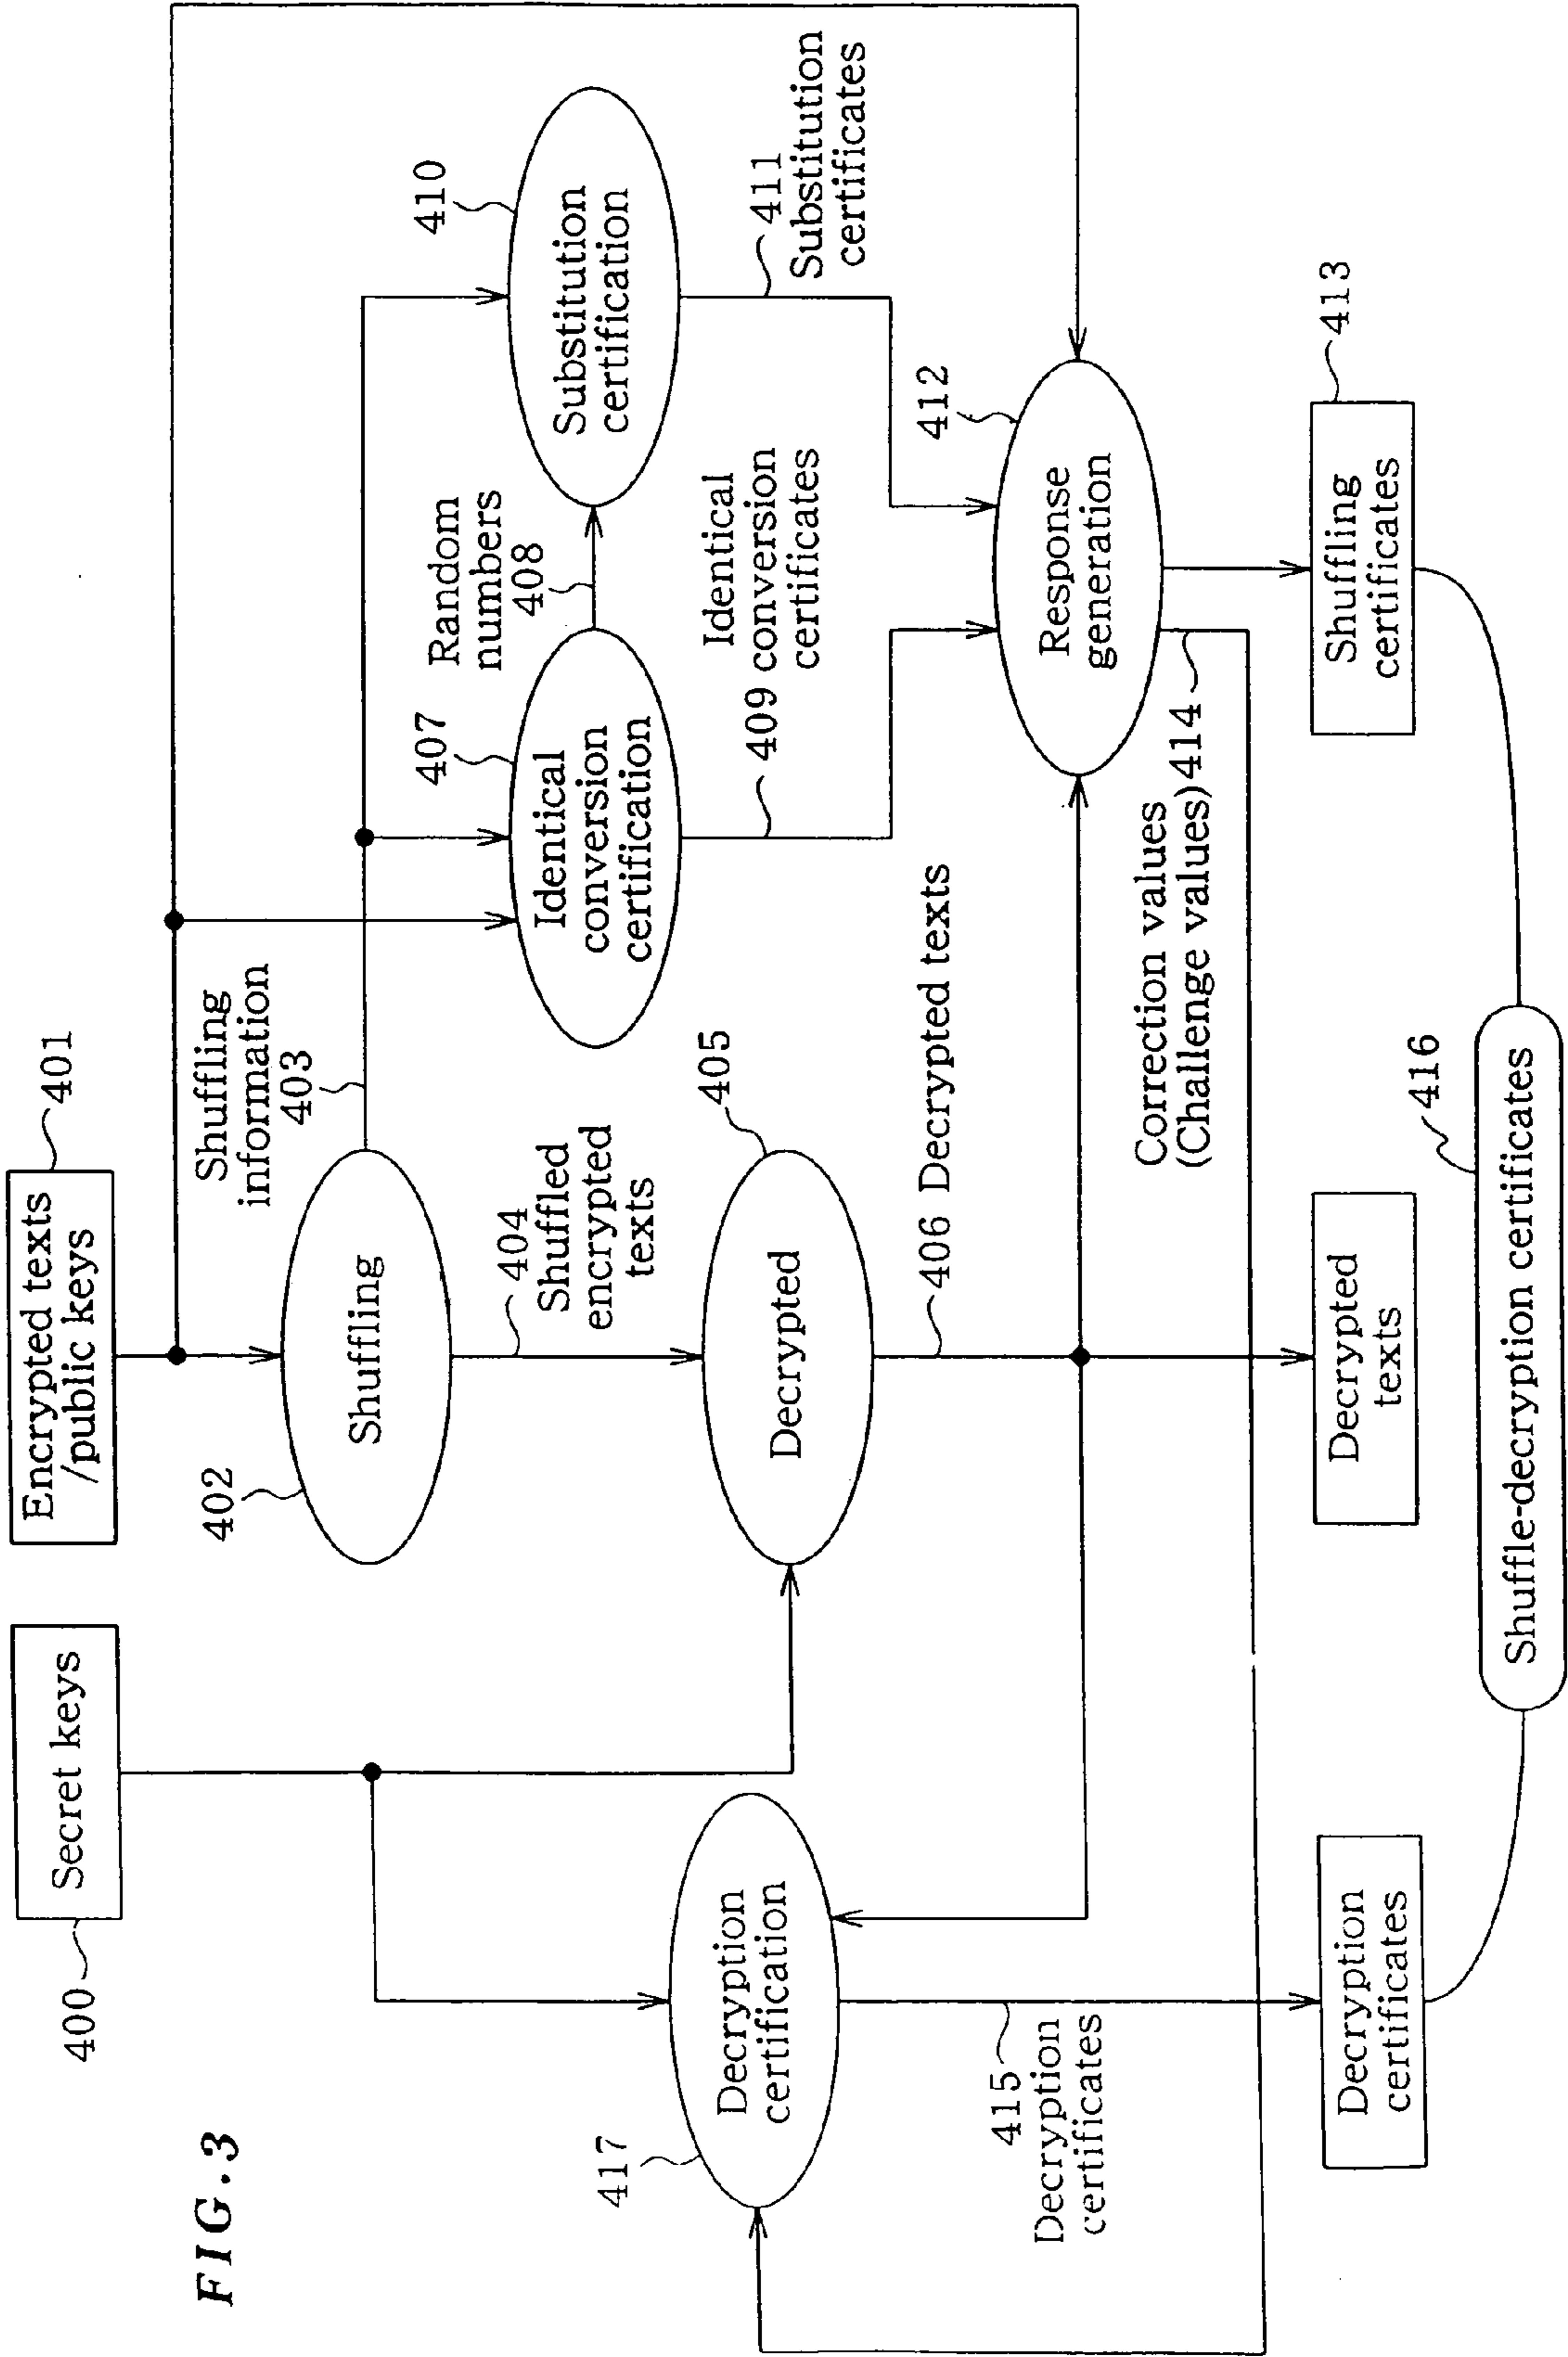 FIG.3
400
Secret keys
Encrypted texts
/public keys
401
402
Shuffling
Shuffling
information
403
404
Shuffled
encrypted
texts
407
Identical
conversion
certification
Random
numbers
408
410
Substitution
certification
417
Decryption
certification
Decrypted
405
406 Decrypted texts
409
Identical
conversion
certificates
411
Substitution
certificates
412
Response
generation
415
Decryption
certificates
Correction values
(Challenge values)
414
Decryption
certificates
Decrypted
texts
Shuffling
certificates
413
416
Shuffle-decryption certificates